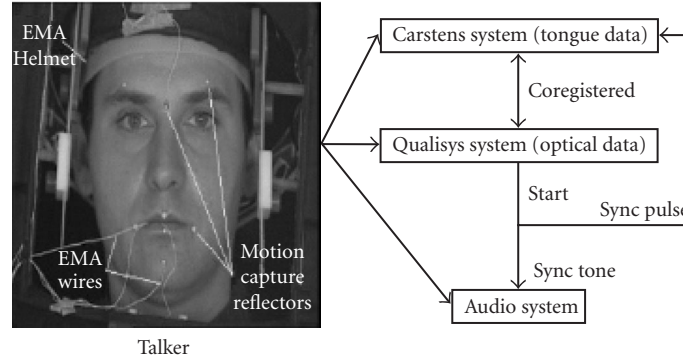 EMA
Helmet
EMA
wires
Motion
capture
reflectors
Talker
Carstens system (tongue data)
Coregistered
Qualisys system (optical data)
Start
Sync pulse
Sync tone
Audio system